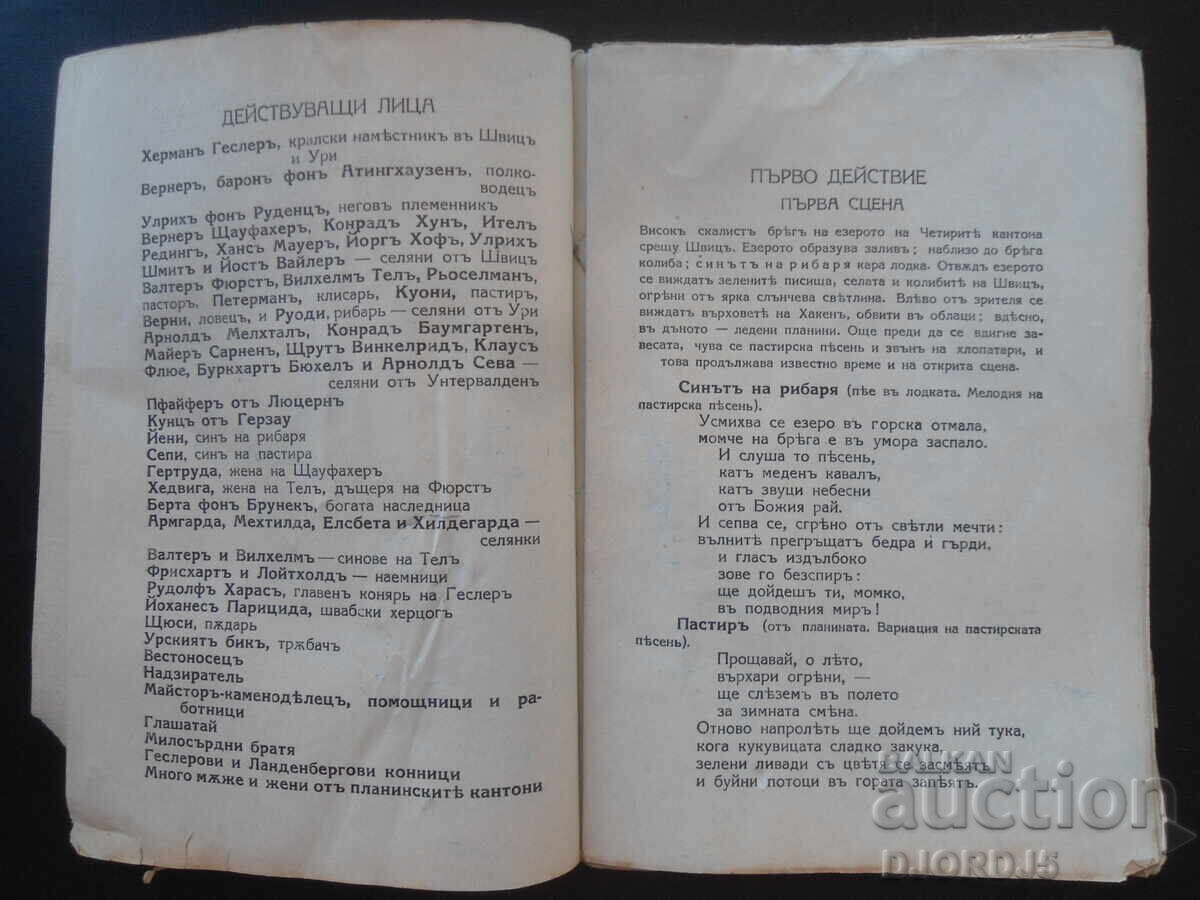 ДЕЙСТВУВАЩИ ЛИЦА
Херманъ Геслеръ, кралски намѣстникъ въ Швицъ
и Ури
Вернеръ, баронъ фонъ Атингхаузенъ, полко-
водецъ
Улрихъ фонъ Руденцъ, неговъ племенникъ
Вернеръ Щауфахеръ, Конрадъ Хунъ, Ителъ
Редингъ, Хансъ Мауеръ, Йоргъ Хофъ, Улрихъ
Шмитъ и Йостъ Вайлеръ — селяни отъ Швицъ
Валтеръ Фюрстъ, Вилхелмъ Телъ, Рьоселманъ,
пасторъ, Петерманъ, клисарь, Куони, пастиръ,
Верни, ловецъ, и Руоди, рибарь — селяни отъ Ури
Арнолдъ Мелхталъ, Конрадъ Баумгартенъ,
Майеръ Сарненъ, Щрутъ Винкелридъ, Клаусъ
Флюе, Буркхартъ Бюхелъ и Арнолдъ Сева —
селяни отъ Унтервалденъ
Пфайферъ отъ Люцернъ
Кунцъ отъ Герзау
Йени, синъ на рибаря
Сепи, синъ на пастира
Гертруда, жена на Щауфахеръ
Хедвига, жена на Телъ, дъщеря на Фюрстъ
Берта фонъ Брунекъ, богата наследница
Армгарда, Мехтилда, Елсбета и Хилдегарда —
селянки
Валтеръ и Вилхелмъ — синове на Телъ
Фрисхартъ и Лойтхолдъ — наемници
Рудолфъ Харасъ, главенъ конярь на Геслеръ
Йоханесъ Парицида, швабски херцогъ
Щюси, пѫдарь
Урскиятъ бикъ, трѫбачъ
Вестоносецъ
Надзиратель
Майсторъ-каменодѣлецъ, помощници и ра-
ботници
Глашатай
Милосърдни братя
Геслерови и Ланденбергови конници
Много мѫже и жени отъ планинскитѣ кантони
ПЪРВО ДЕЙСТВИЕ
ПЪРВА СЦЕНА
Високъ скалистъ брѣгъ на езерото на Четиритѣ кантона
срещу Швицъ. Езерото образува заливъ; наблизо до брѣга
колиба; синътъ на рибаря кара лодка. Отвѫдъ езерото
се виждатъ зеленитѣ писища, селата и колибитѣ на Швицъ,
огрѣни отъ ярка слънчева свѣтлина. Влѣво отъ зрителя се
виждатъ върховетѣ на Хакенъ, обвити въ облаци; вдѣсно,
въ дъното — ледени планини. Още преди да се вдигне за-
весата, чува се пастирска пѣсень и звънъ на хлопатари, и
това продължава известно време и на открита сцена.
Синътъ на рибаря (пѣе въ лодката. Мелодия на
пастирска пѣсень).
Усмихва се езеро въ горска отмала,
момче на брѣга е въ умора заспало.
И слуша то пѣсень,
катъ меденъ кавалъ,
катъ звуци небесни
отъ Божия рай.
И сепва се, сгрѣно отъ свѣтли мечти:
вълнитѣ прегръщатъ бедра и гърди,
и гласъ издълбоко
зове го безспиръ:
ще дойдешъ ти, момко,
въ подводния миръ!
Пастиръ (отъ планината. Вариация на пастирската
пѣсень).
Прощавай, о лѣто,
върхари огрѣни, —
ще слѣземъ въ полето
за зимната смѣна.
Отново напролѣть ще дойдемъ ний тука,
кога кукувицата сладко закука,
зелени ливади съ цвѣтя се засмѣятъ
и буйни потоци въ гората запѣятъ.
BALKAN
auction
DJORDJ5